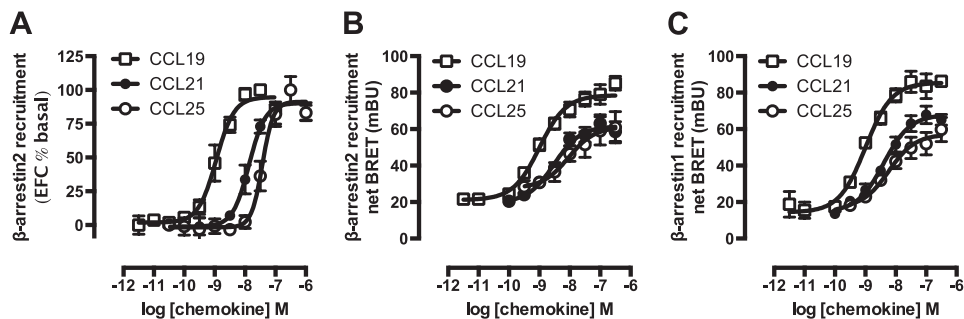 A
β-arrestin2 recruitment
(EFC % basal)
125
100
75
50
25
0
CCL19
CCL21
CCL25
-12 -11 -10 -9 -8 -7 -6
log [chemokine] M
B
β-arrestin2 recruitment
net BRET (mBU)
100
80
60
40
20
0
CCL19
CCL21
CCL25
-12 -11 -10 -9 -8 -7 -6
log [chemokine] M
C
β-arrestin1 recruitment
net BRET (mBU)
100
80
60
40
20
0
CCL19
CCL21
CCL25
-12 -11 -10 -9 -8 -7 -6
log [chemokine] M